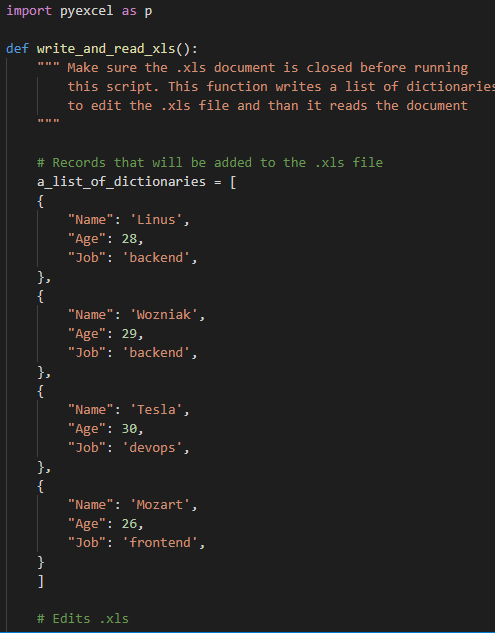 import pyexcel as p
def write_and_read_xls():
""" Make sure the .xls document is closed before running
this script. This function writes a list of dictionaries
to edit the .xls file and than it reads the document
"""
# Records that will be added to the .xls file
a_list_of_dictionaries = [
{
"Name": 'Linus',
"Age": 28,
"Job": 'backend',
},
{
"Name": 'Wozniak',
"Age": 29,
"Job": 'backend',
},
{
"Name": 'Tesla',
"Age": 30,
"Job": 'devops',
},
{
"Name": 'Mozart',
"Age": 26,
"Job": 'frontend',
}
]
# Edits .xls